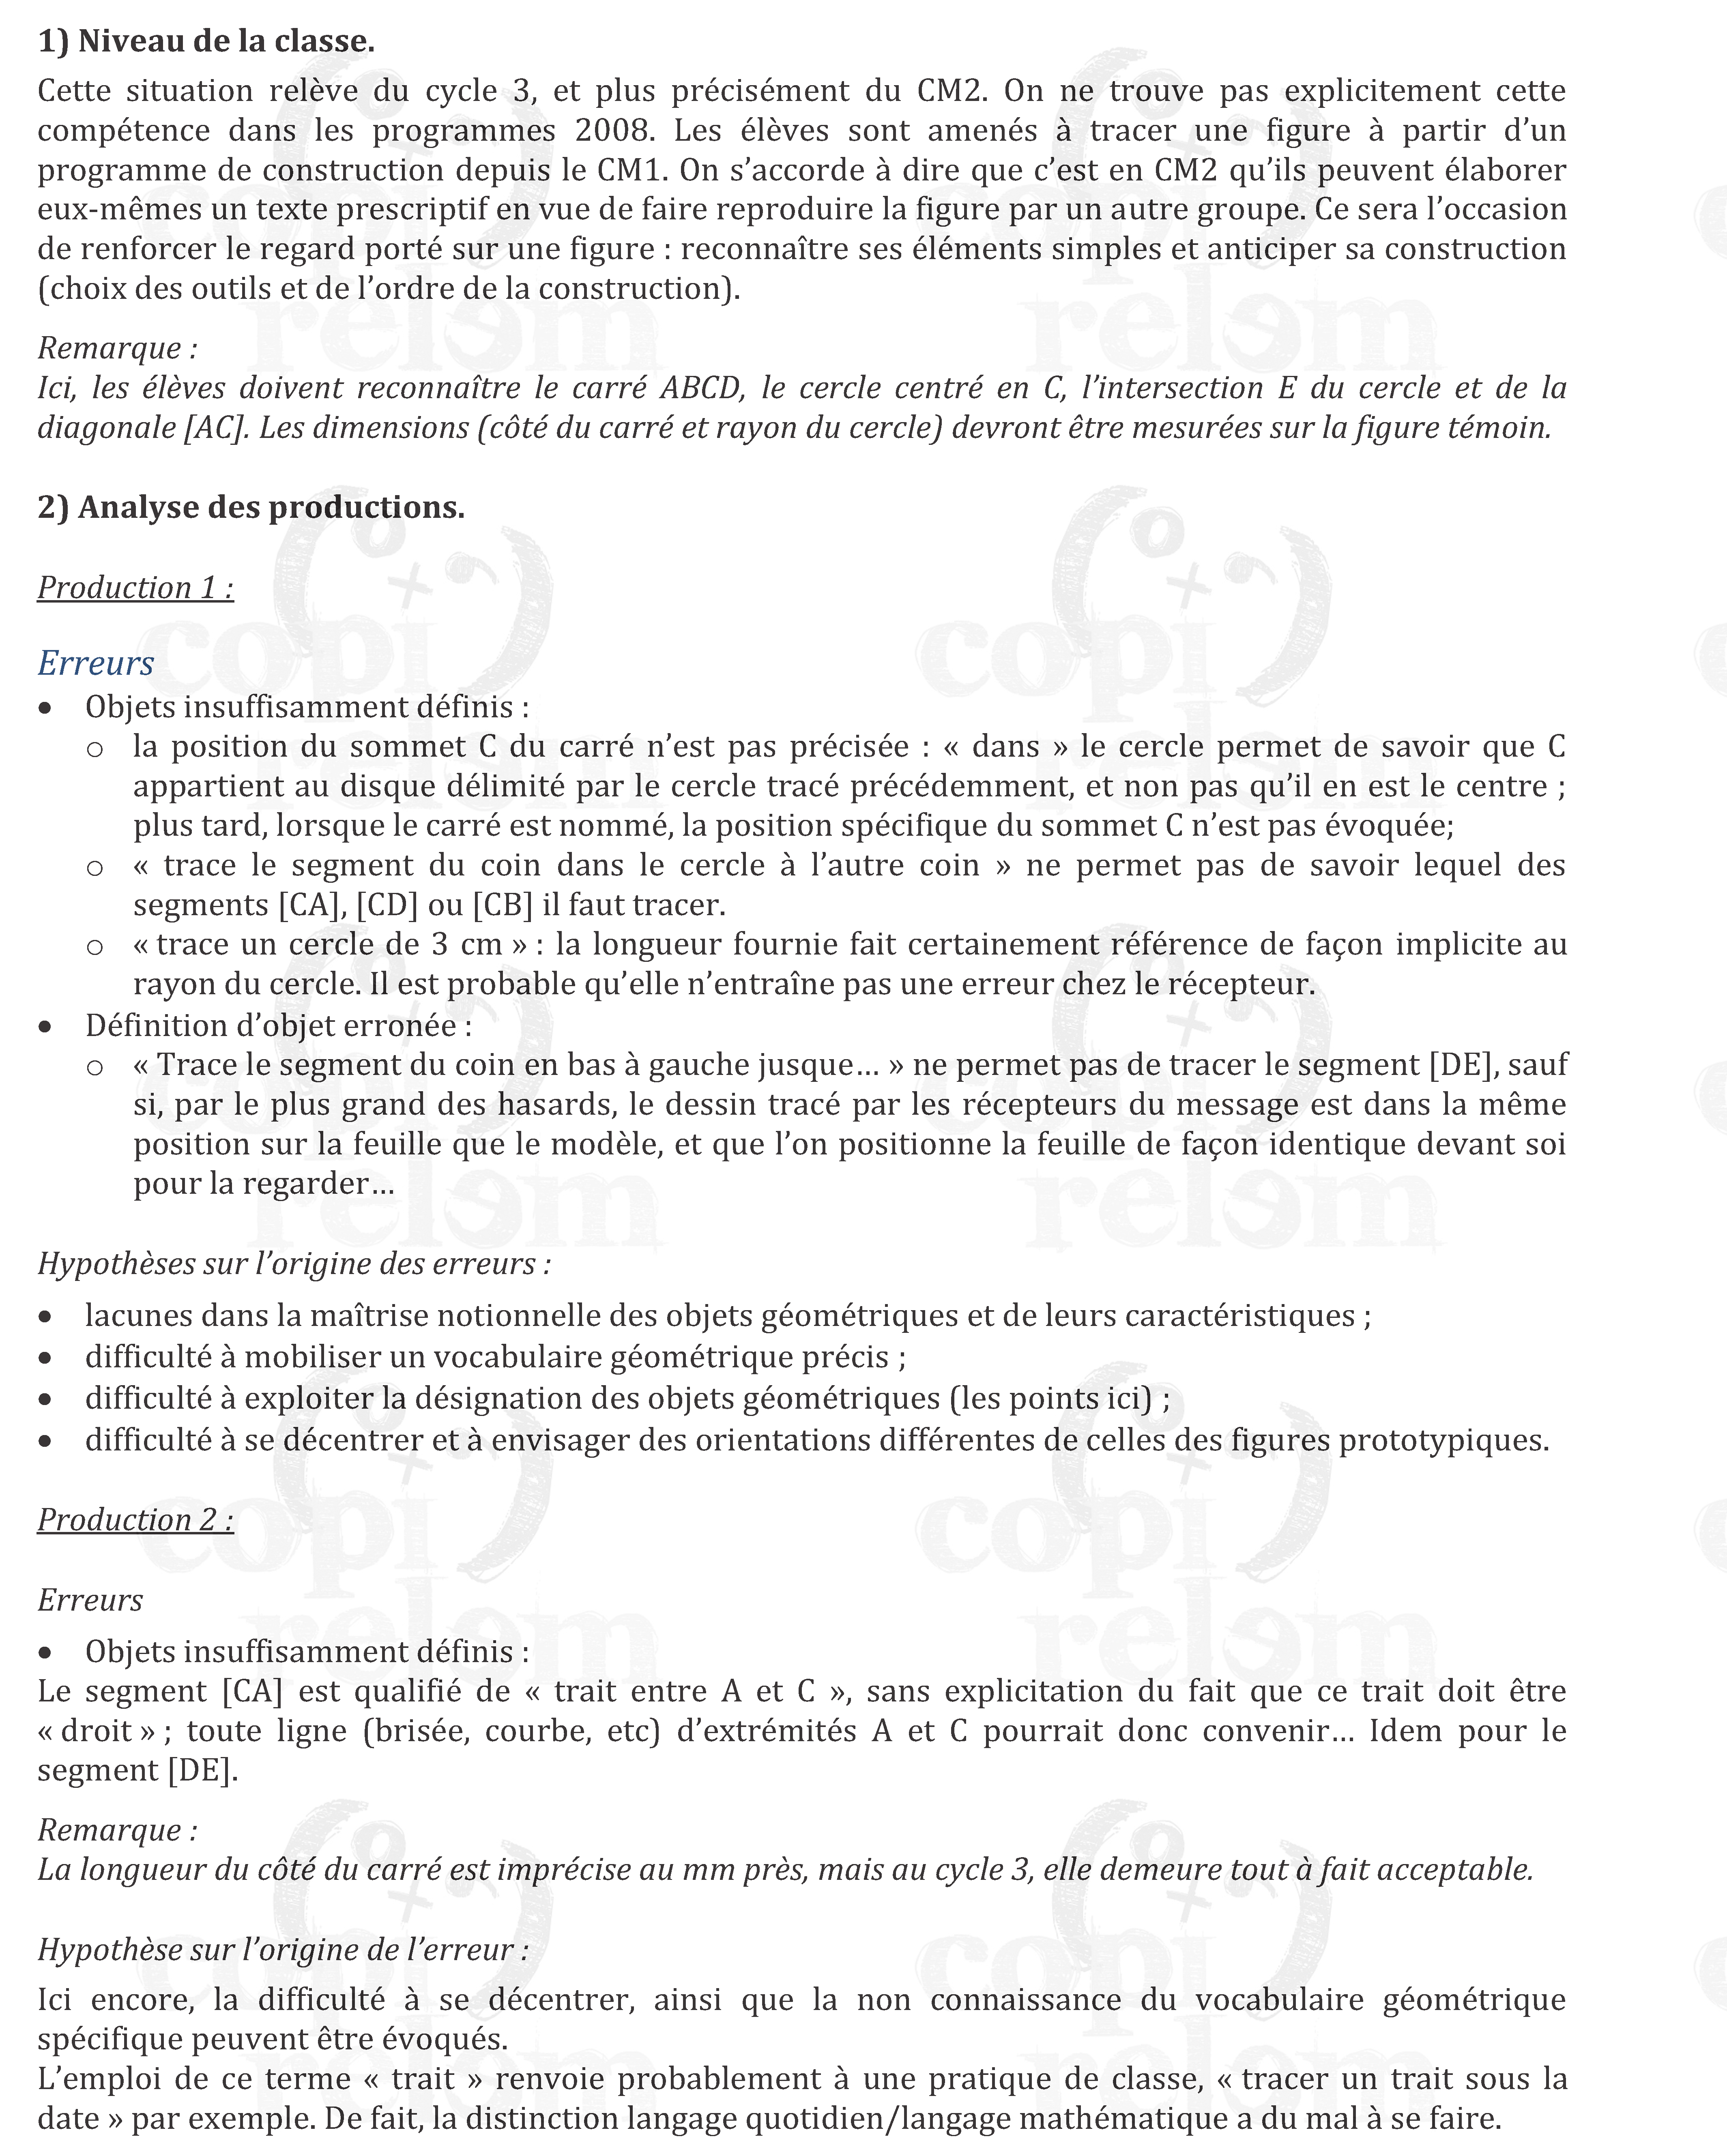 1) Niveau de la classe.
Cette situation relève du cycle 3, et plus précisément du CM2. On ne trouve pas explicitement cette
compétence dans les programmes 2008. Les élèves sont amenés à tracer une figure à partir d’un
programme de construction depuis le CM1. On s’accorde à dire que c’est en CM2 qu’ils peuvent élaborer
eux-mêmes un texte prescriptif en vue de faire reproduire la figure par un autre groupe. Ce sera l’occasion
de renforcer le regard porté sur une figure : reconnaître ses éléments simples et anticiper sa construction
(choix des outils et de l’ordre de la construction).
Remarque :
Ici, les élèves doivent reconnaître le carré ABCD, le cercle centré en C, l’intersection E du cercle et de la
diagonale [AC]. Les dimensions (côté du carré et rayon du cercle) devront être mesurées sur la figure témoin.
2) Analyse des productions.
Production 1 :
Erreurs
• Objets insuffisamment définis :
o la position du sommet C du carré n’est pas précisée : « dans » le cercle permet de savoir que C
appartient au disque délimité par le cercle tracé précédemment, et non pas qu’il en est le centre ;
plus tard, lorsque le carré est nommé, la position spécifique du sommet C n’est pas évoquée;
o « trace le segment du coin dans le cercle à l’autre coin » ne permet pas de savoir lequel des
segments [CA], [CD] ou [CB] il faut tracer.
o « trace un cercle de 3 cm » : la longueur fournie fait certainement référence de façon implicite au
rayon du cercle. Il est probable qu’elle n’entraîne pas une erreur chez le récepteur.
• Définition d’objet erronée :
o « Trace le segment du coin en bas à gauche jusque… » ne permet pas de tracer le segment [DE], sauf
si, par le plus grand des hasards, le dessin tracé par les récepteurs du message est dans la même
position sur la feuille que le modèle, et que l’on positionne la feuille de façon identique devant soi
pour la regarder…
Hypothèses sur l’origine des erreurs :
• lacunes dans la maîtrise notionnelle des objets géométriques et de leurs caractéristiques ;
• difficulté à mobiliser un vocabulaire géométrique précis ;
• difficulté à exploiter la désignation des objets géométriques (les points ici) ;
• difficulté à se décentrer et à envisager des orientations différentes de celles des figures prototypiques.
Production 2 :
Erreurs
• Objets insuffisamment définis :
Le segment [CA] est qualifié de « trait entre A et C », sans explicitation du fait que ce trait doit être
« droit » ; toute ligne (brisée, courbe, etc) d’extrémités A et C pourrait donc convenir… Idem pour le
segment [DE].
Remarque :
La longueur du côté du carré est imprécise au mm près, mais au cycle 3, elle demeure tout à fait acceptable.
Hypothèse sur l’origine de l’erreur :
Ici encore, la difficulté à se décentrer, ainsi que la non connaissance du vocabulaire géométrique
spécifique peuvent être évoqués.
L’emploi de ce terme « trait » renvoie probablement à une pratique de classe, « tracer un trait sous la
date » par exemple. De fait, la distinction langage quotidien/langage mathématique a du mal à se faire.